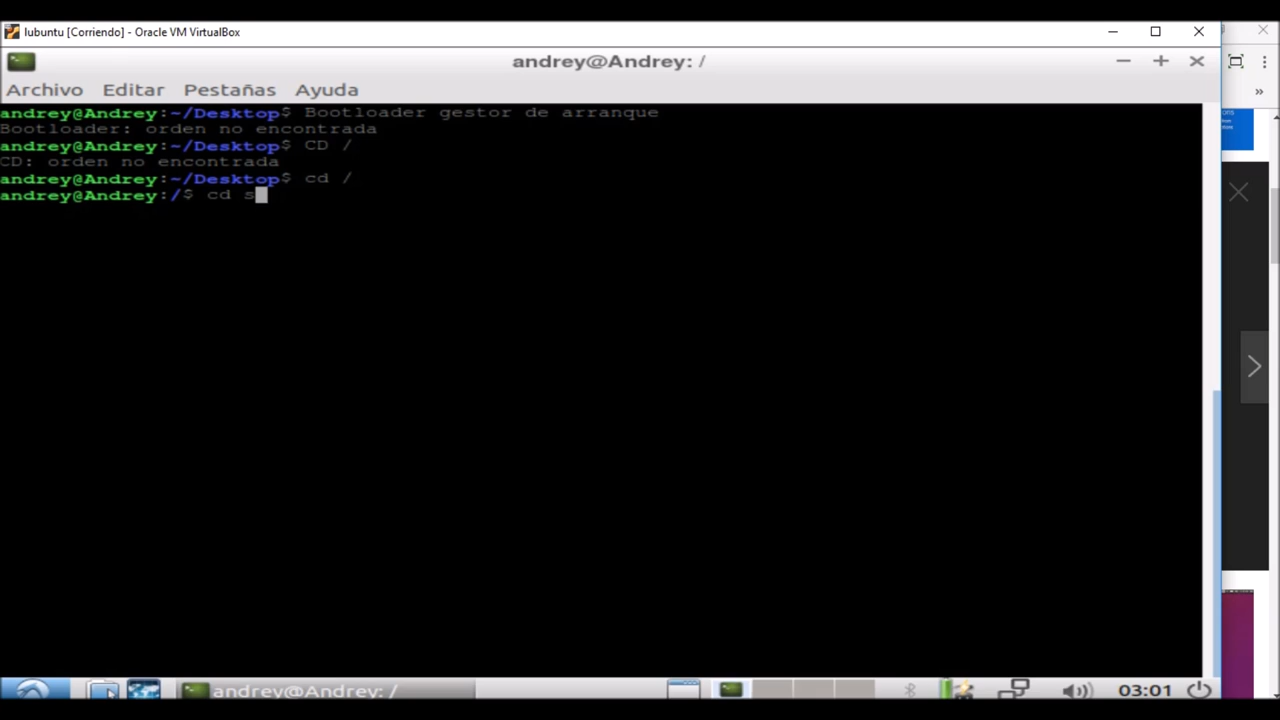 lubuntu [Corriendo] - Oracle VM VirtualBox
andrey@Andrey: /
Archivo Editar Pestañas Ayuda
andrey@Andrey:~/Desktop$ Bootloader gestor de arranque
Bootloader: orden no encontrada
andrey@Andrey:~/Desktop$ CD /
CD: orden no encontrada
andrey@Andrey:~/Desktop$ cd /
andrey@Andrey:/$ cd s
andrey@Andrey: /
03:01